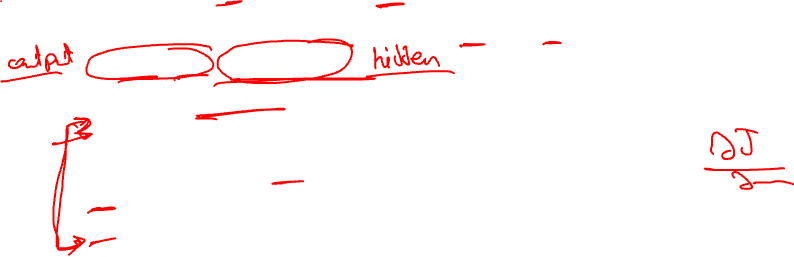 output hidden
∂J
∂